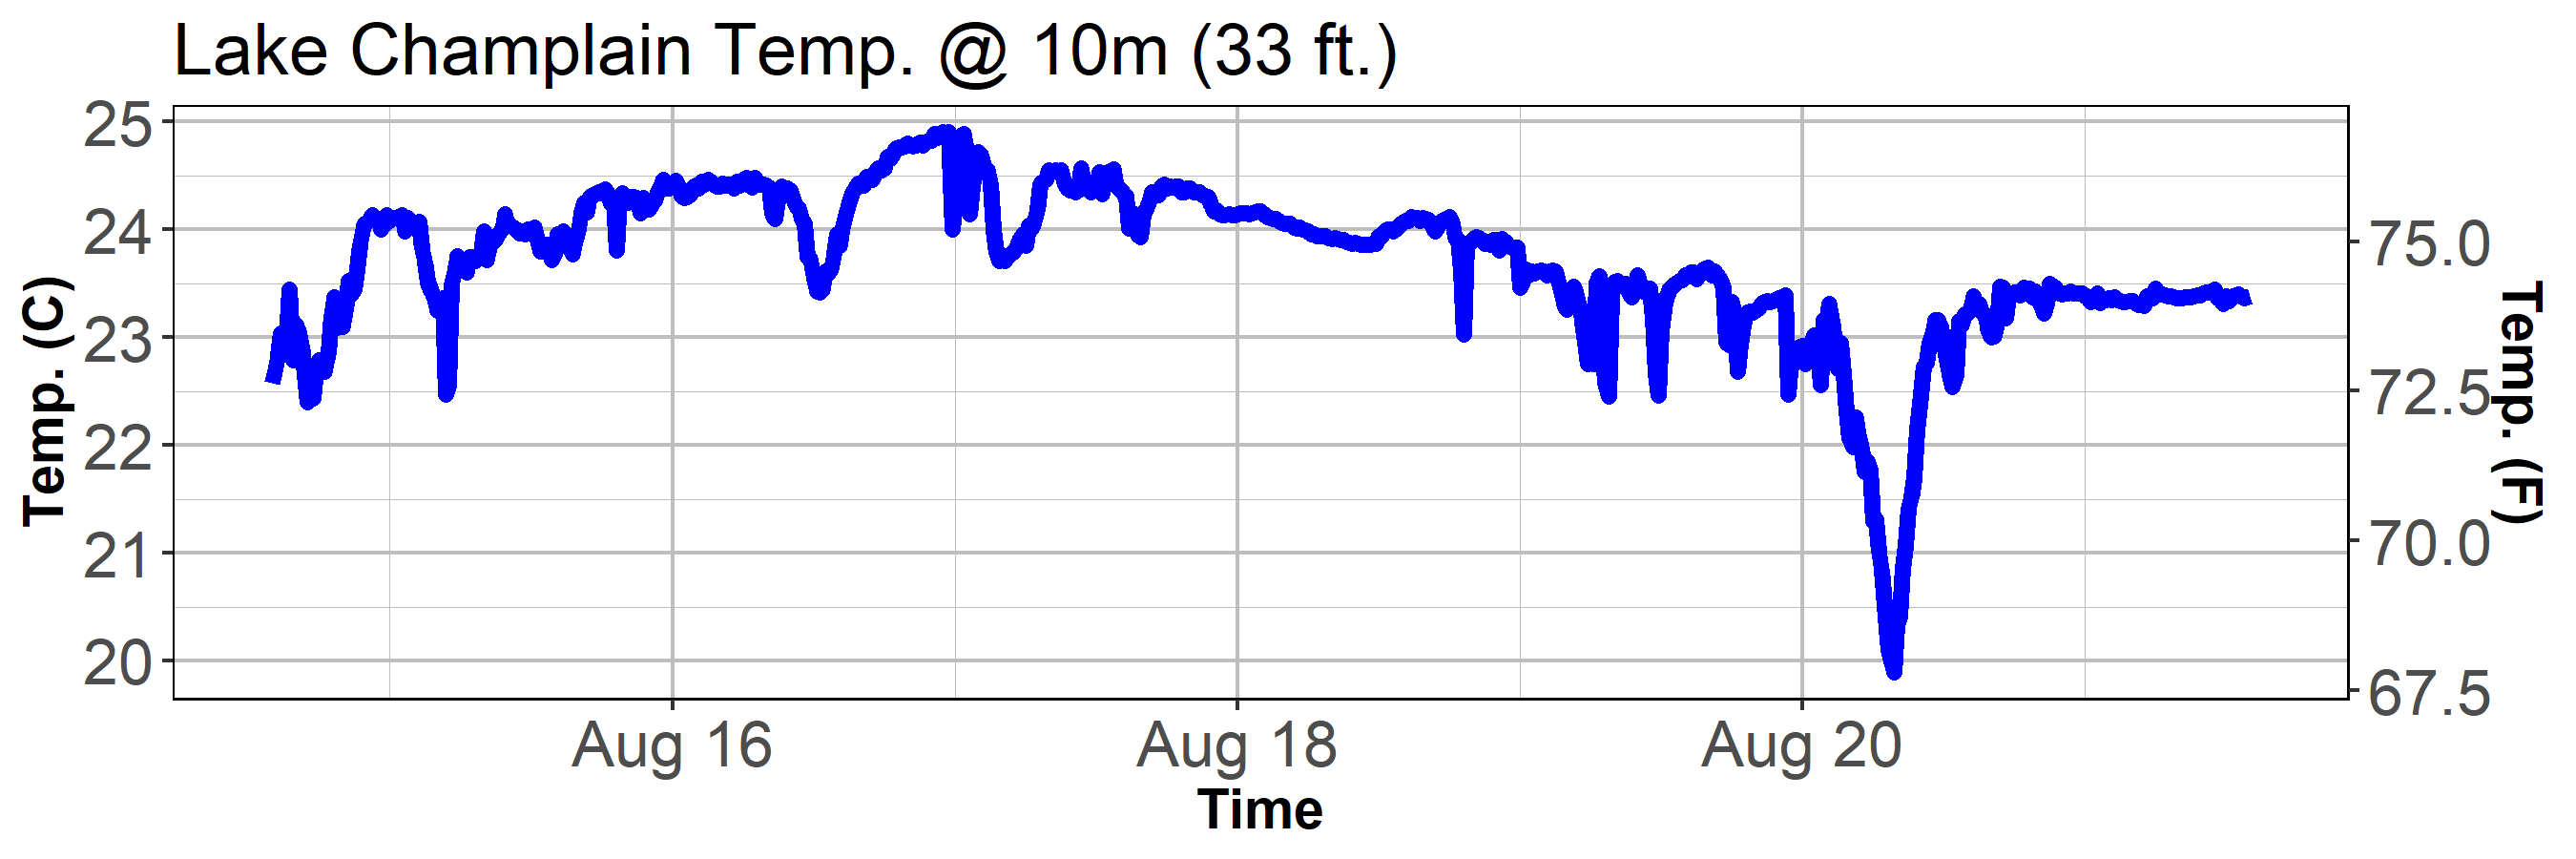 Lake Champlain Temp. @ 10m (33 ft.)
25
24
23
22
21
20
Temp. (C)
75.0
72.5
70.0
67.5
Temp. (F)
Aug 16
Aug 18
Aug 20
Time